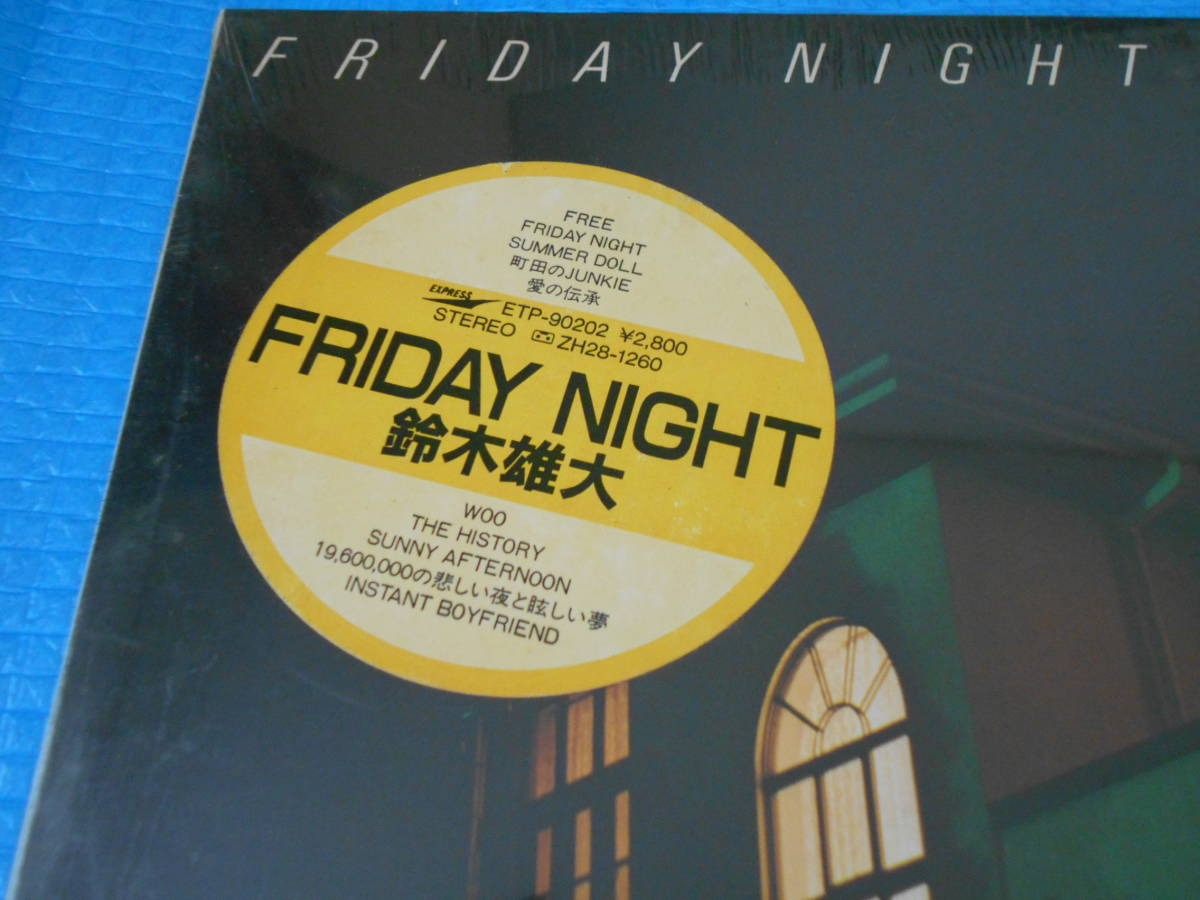 FRIDAY NIGHT
FREE
FRIDAY NIGHT
SUMMER DOLL
町田のJUNKIE
愛の伝承
EXPRESS ETP-90202 ¥2,800
STEREO ZH28-1260
FRIDAY NIGHT
鈴木雄大
WOO
THE HISTORY
SUNNY AFTERNOON
19,600,000の悲しい夜と眩しい夢
INSTANT BOYFRIEND